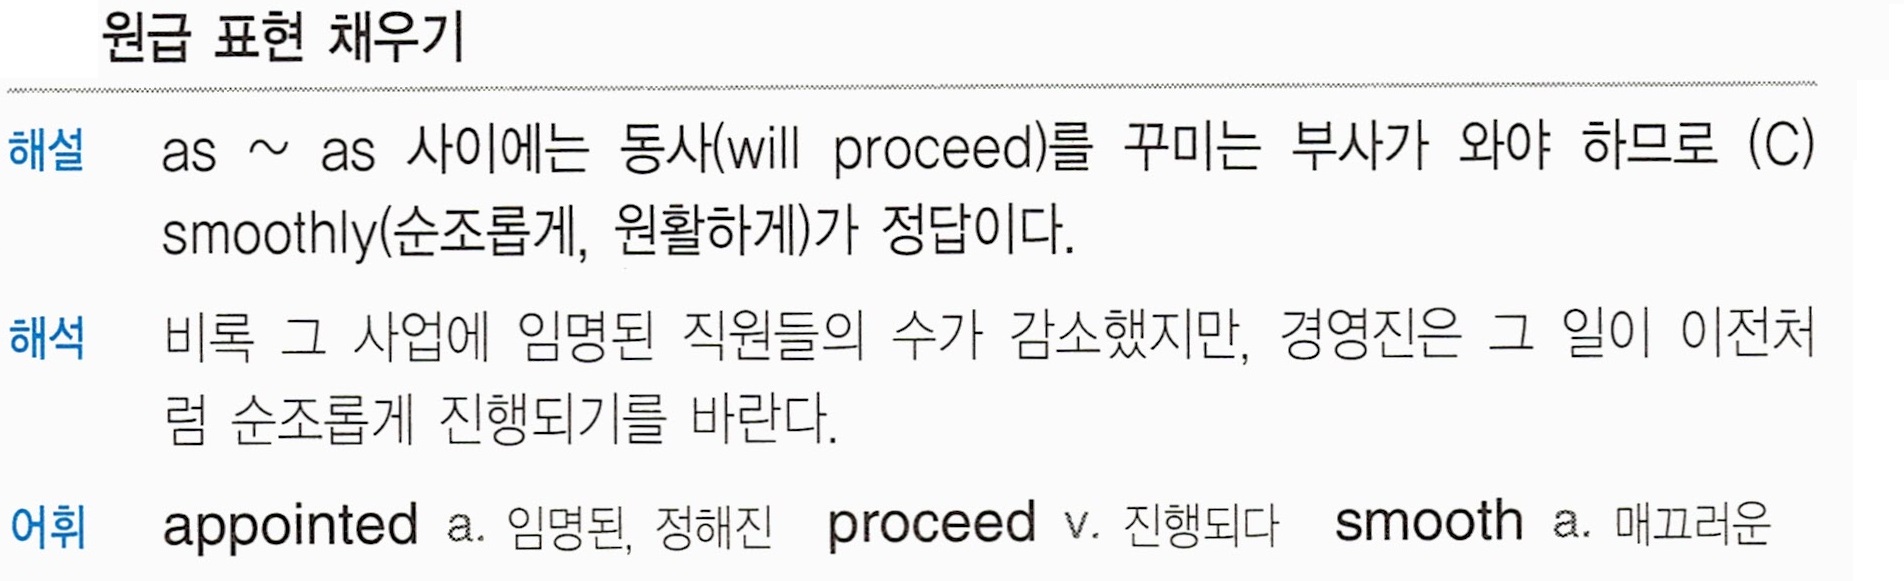 원급 표현 채우기
해설 as ~ as 사이에는 동사(will proceed)를 꾸미는 부사가 와야 하므로 (C)
smoothly(순조롭게, 원활하게)가 정답이다.
해석 비록 그 사업에 임명된 직원들의 수가 감소했지만, 경영진은 그 일이 이전처
럼 순조롭게 진행되기를 바란다.
어휘 appointed a. 임명된, 정해진 proceed v. 진행되다 smooth a. 매끄러운